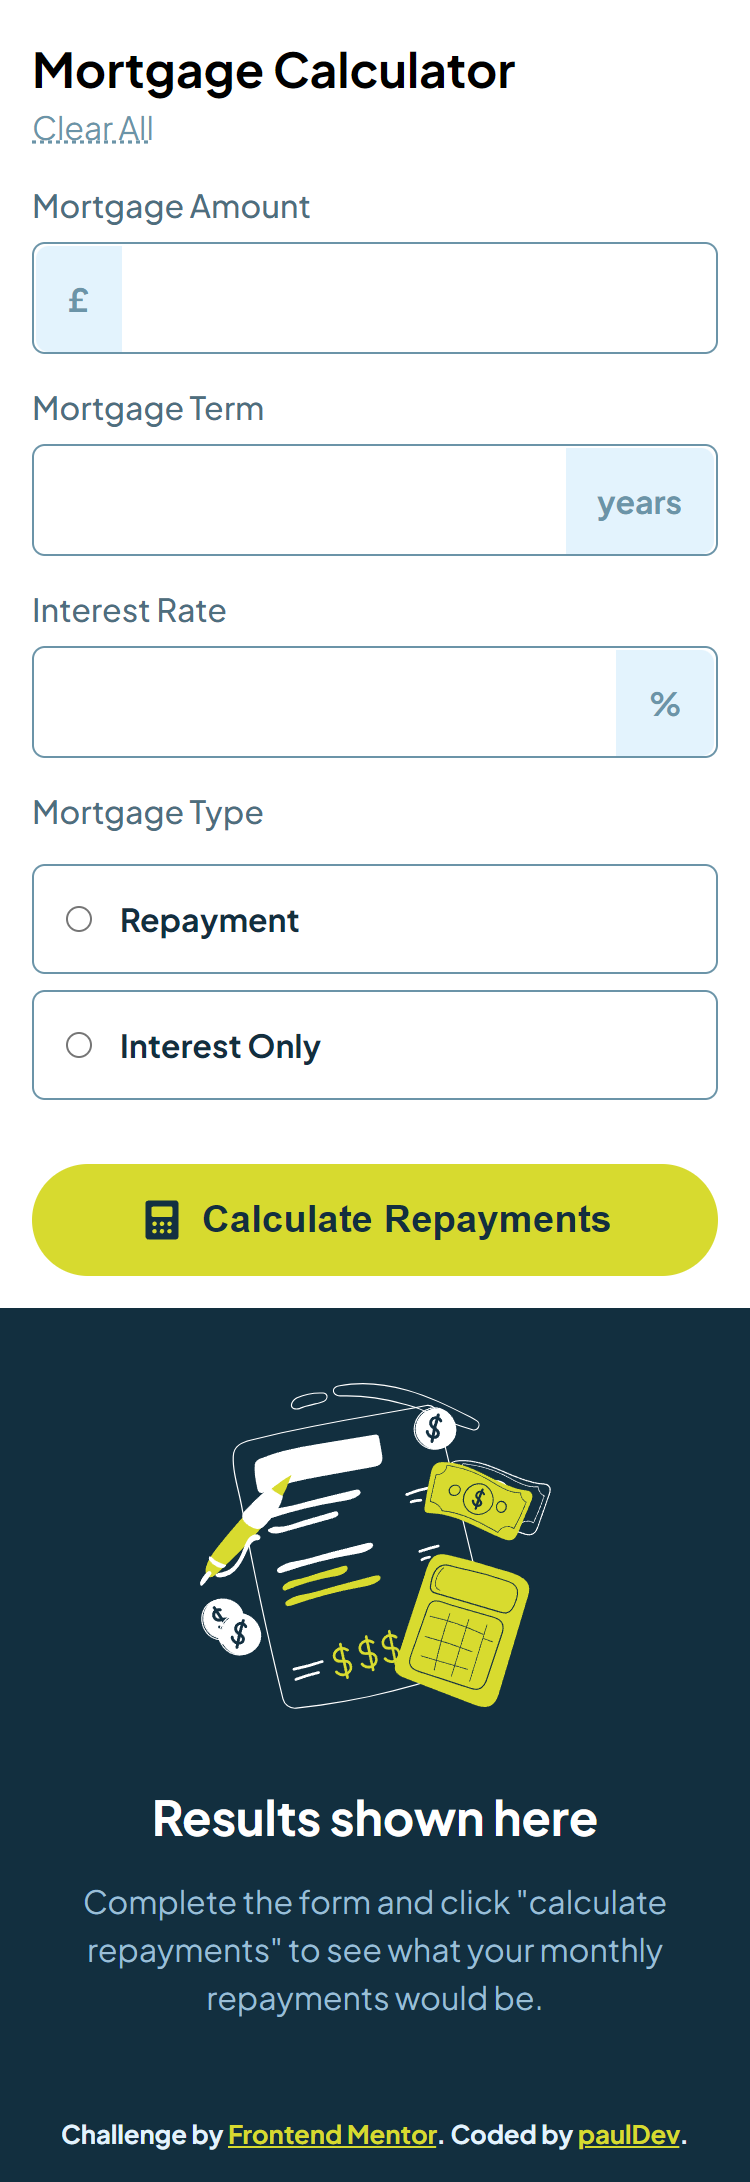 Mortgage Calculator
Clear All
Mortgage Amount
£
Mortgage Term
years
Interest Rate
%
Mortgage Type
Repayment
Interest Only
Calculate Repayments
$
$
$ $
$ $ $
Results shown here
Complete the form and click "calculate
repayments" to see what your monthly
repayments would be.
Challenge by Frontend Mentor. Coded by paulDev.